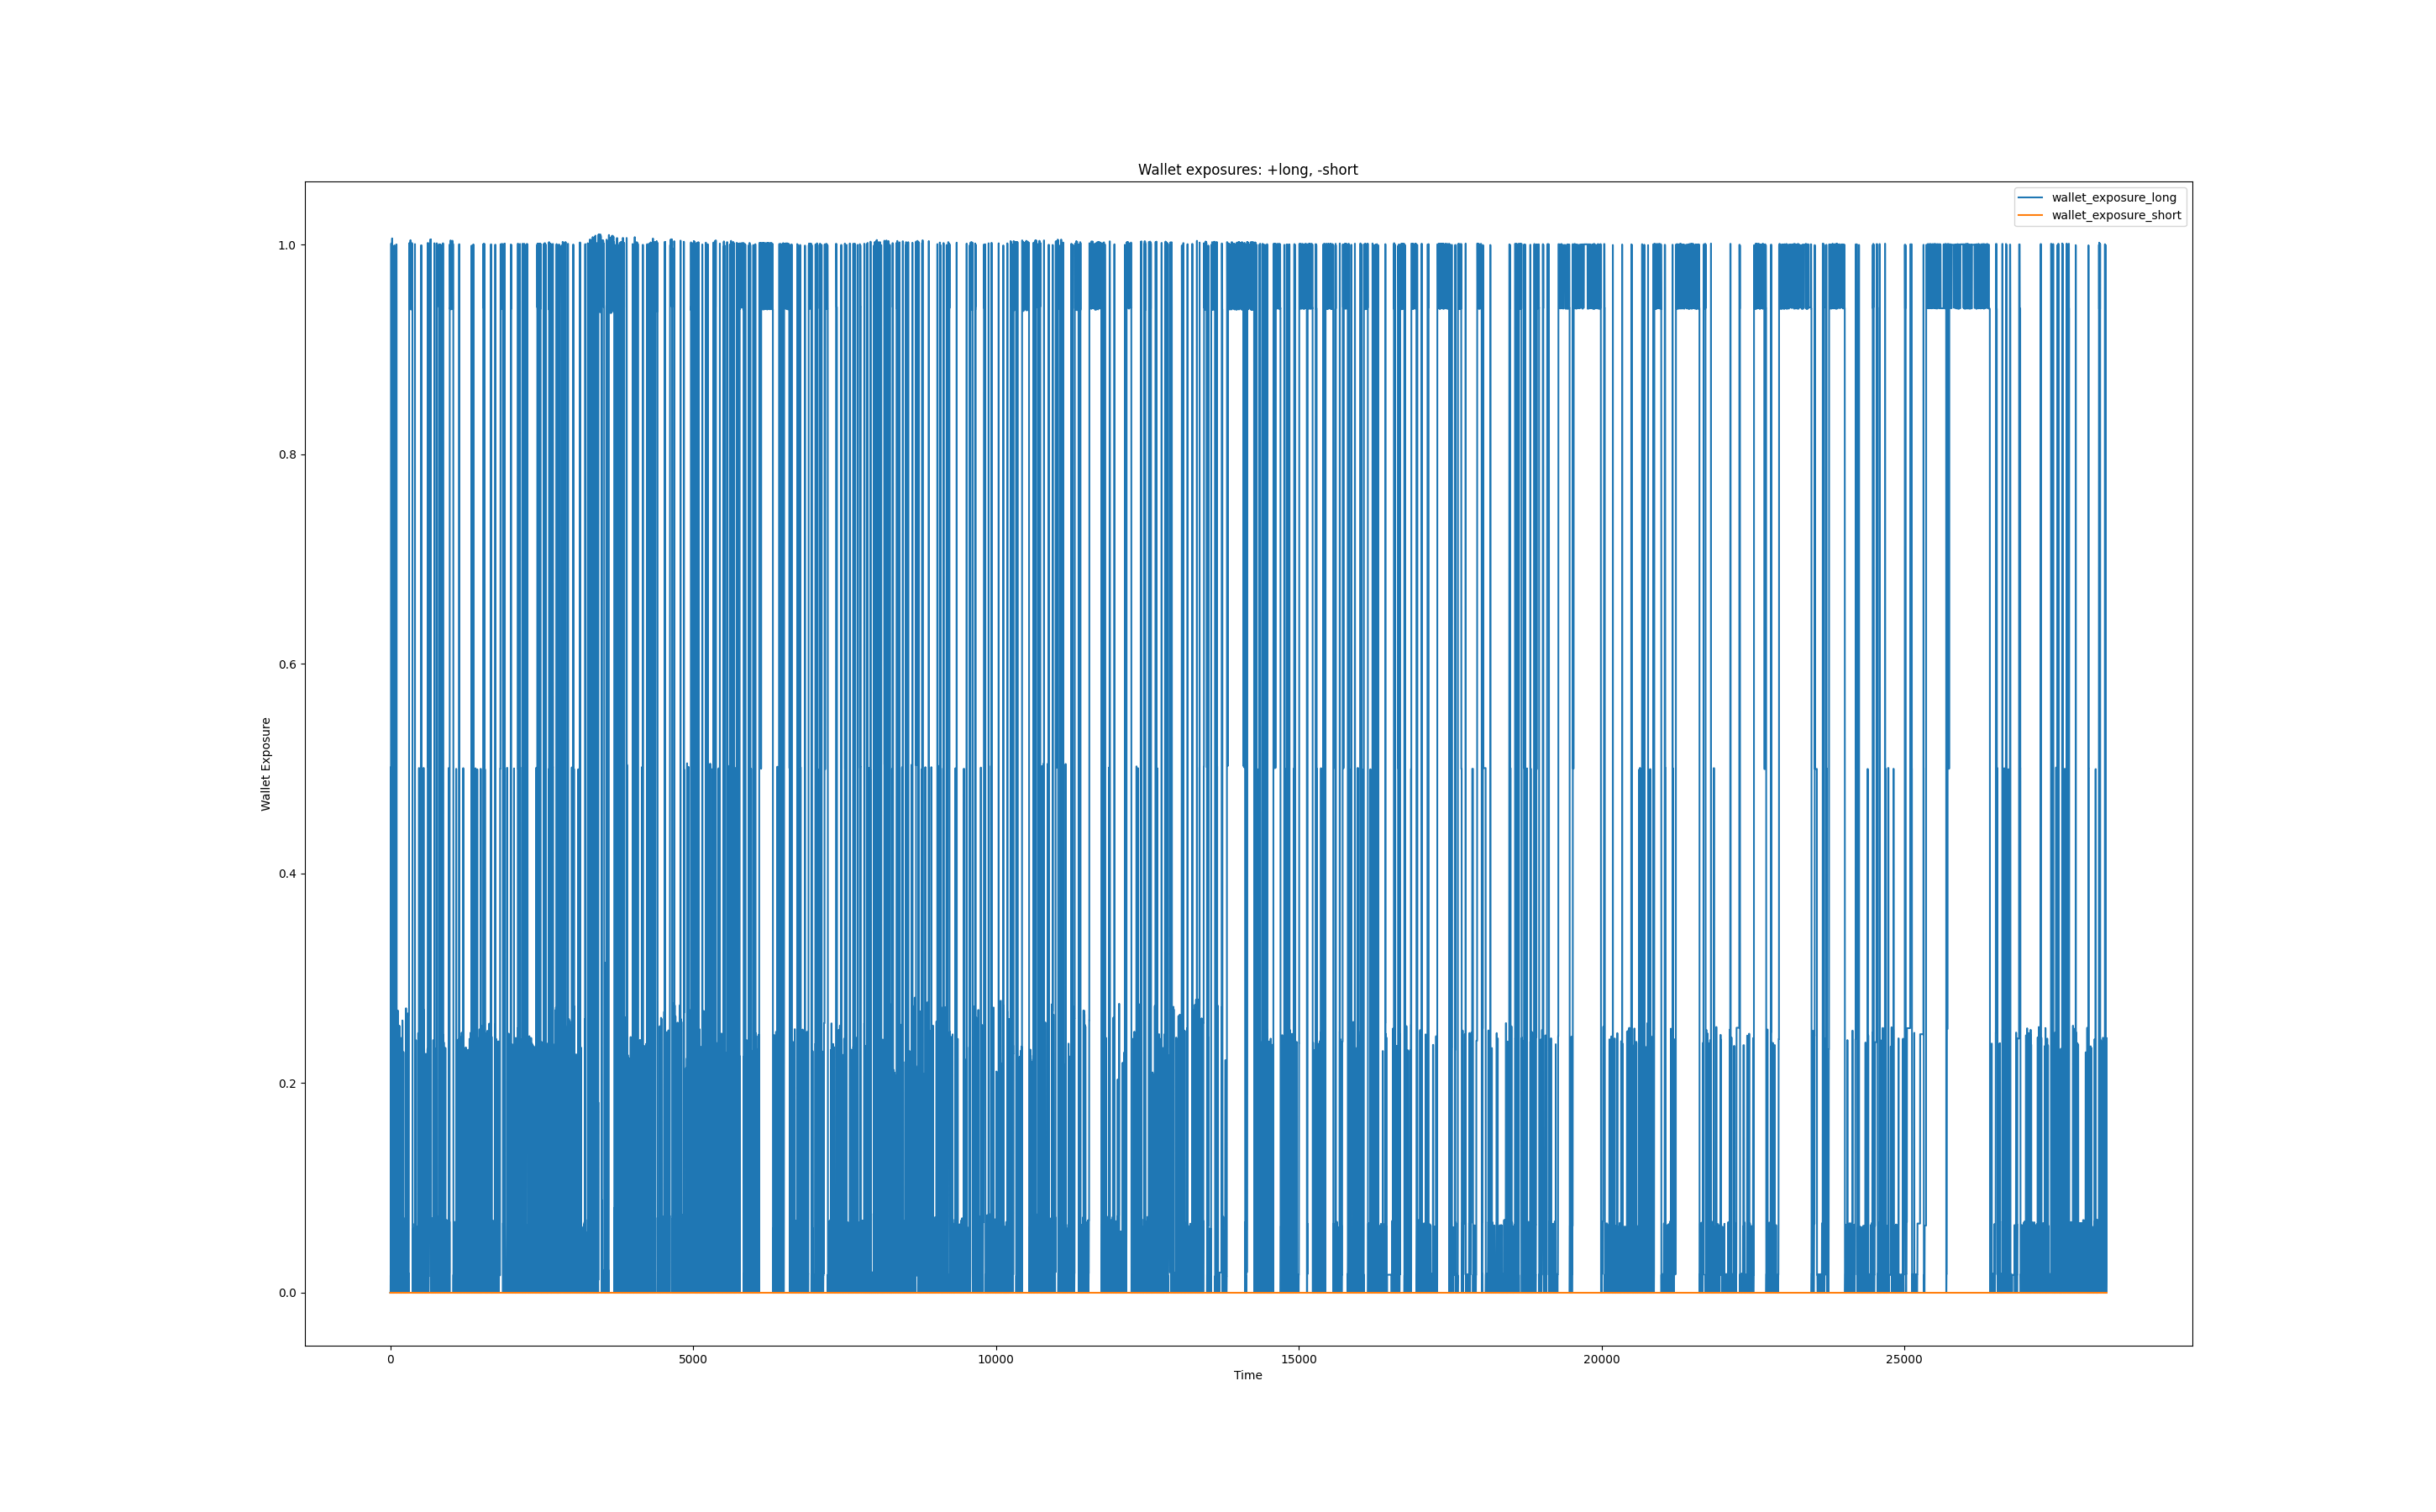 Wallet exposures: +long, -short
wallet_exposure_long
wallet_exposure_short
1.0
0.8
0.6
0.4
0.2
0.0
Wallet Exposure
0 5000 10000 15000 20000 25000
Time